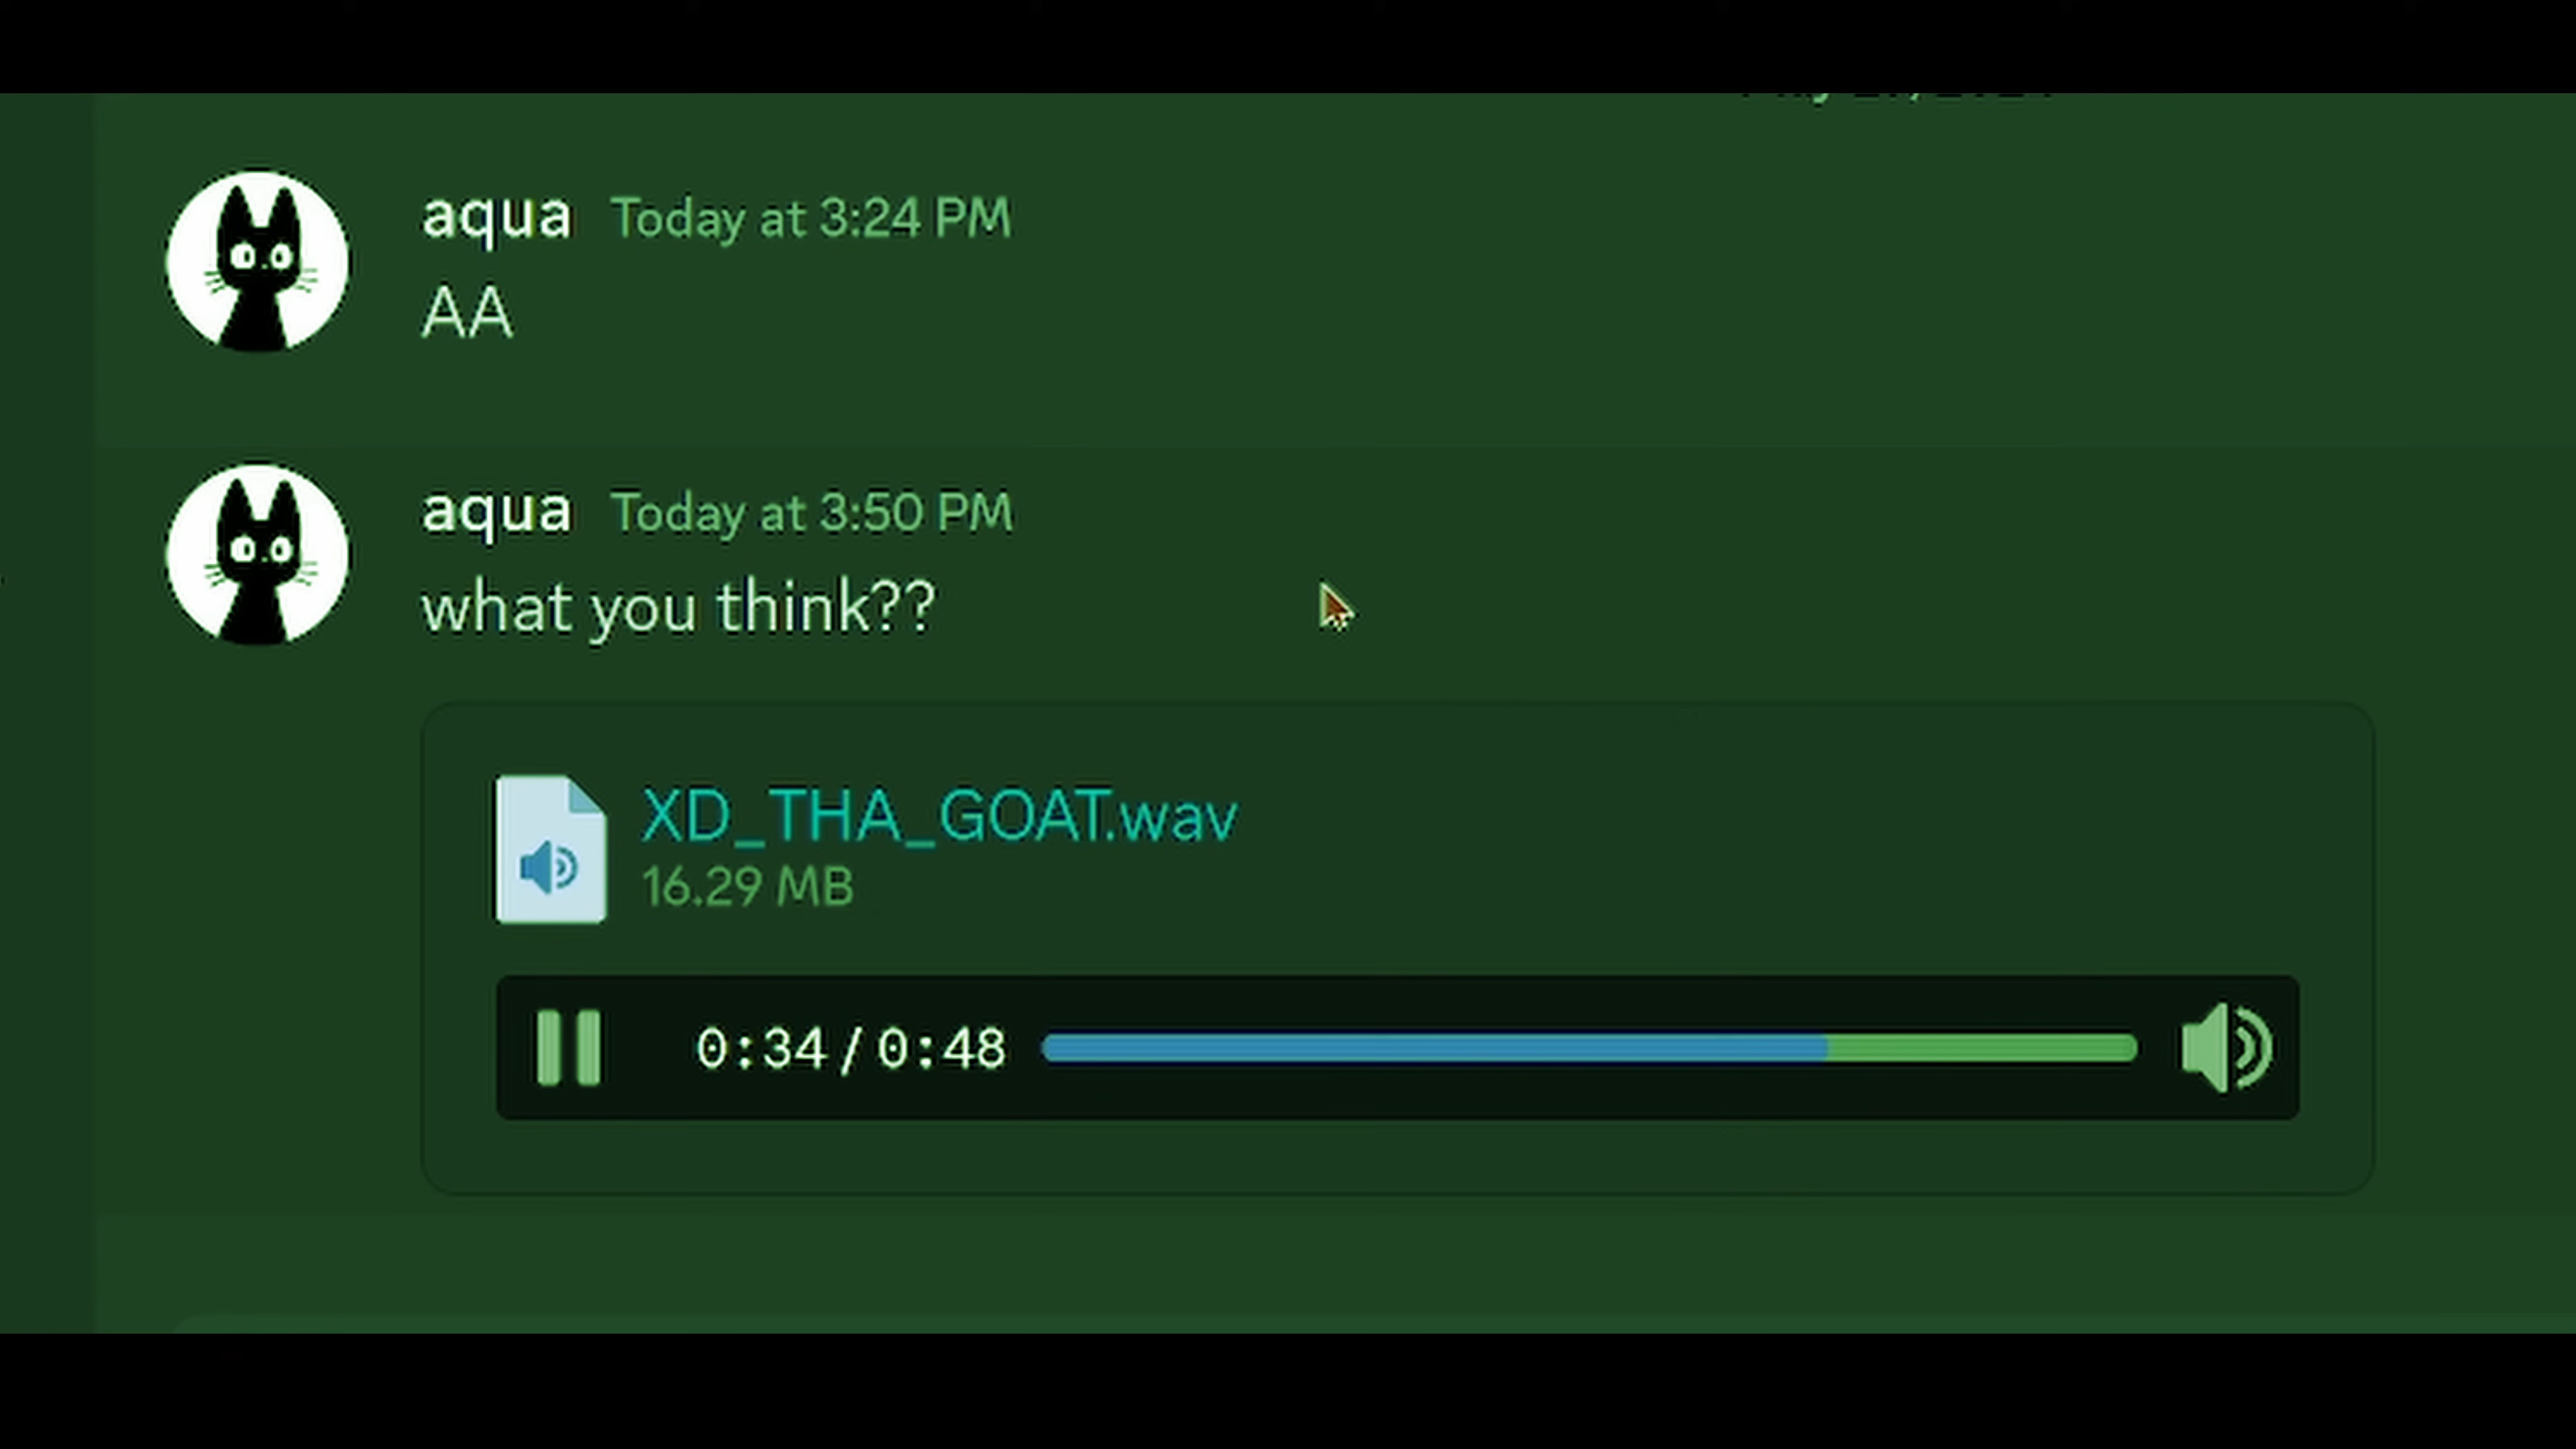 aqua Today at 3:24 PM
AA
aqua Today at 3:50 PM
what you think??
XD_THA_GOAT.wav
16.29 MB
0:34 / 0:48